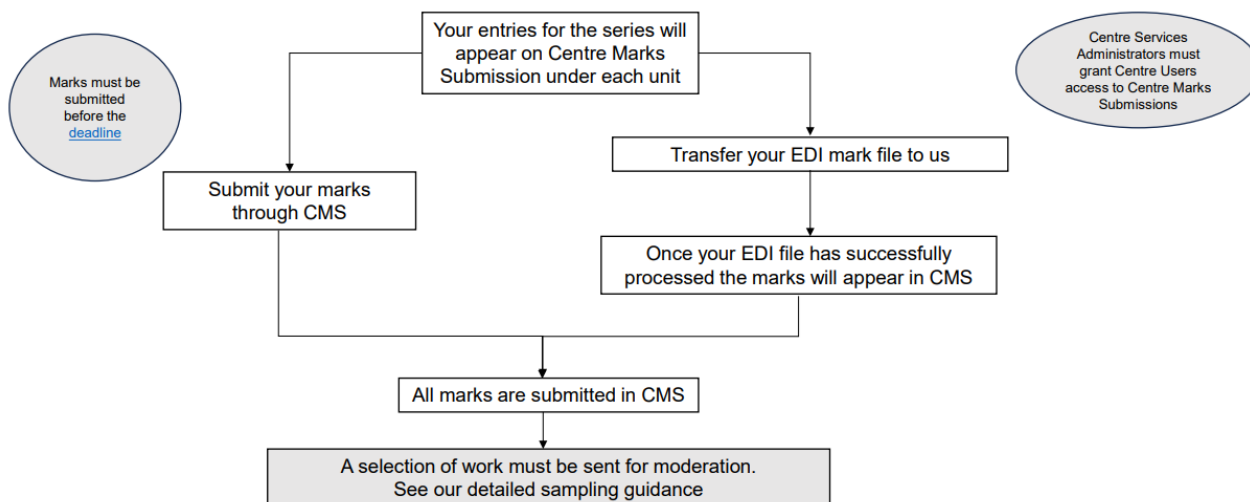 Your entries for the series will
appear on Centre Marks
Submission under each unit
Marks must be
submitted
before the
deadline
Centre Services
Administrators must
grant Centre Users
access to Centre Marks
Submissions
Transfer your EDI mark file to us
Submit your marks
through CMS
Once your EDI file has successfully
processed the marks will appear in CMS
All marks are submitted in CMS
A selection of work must be sent for moderation.
See our detailed sampling guidance